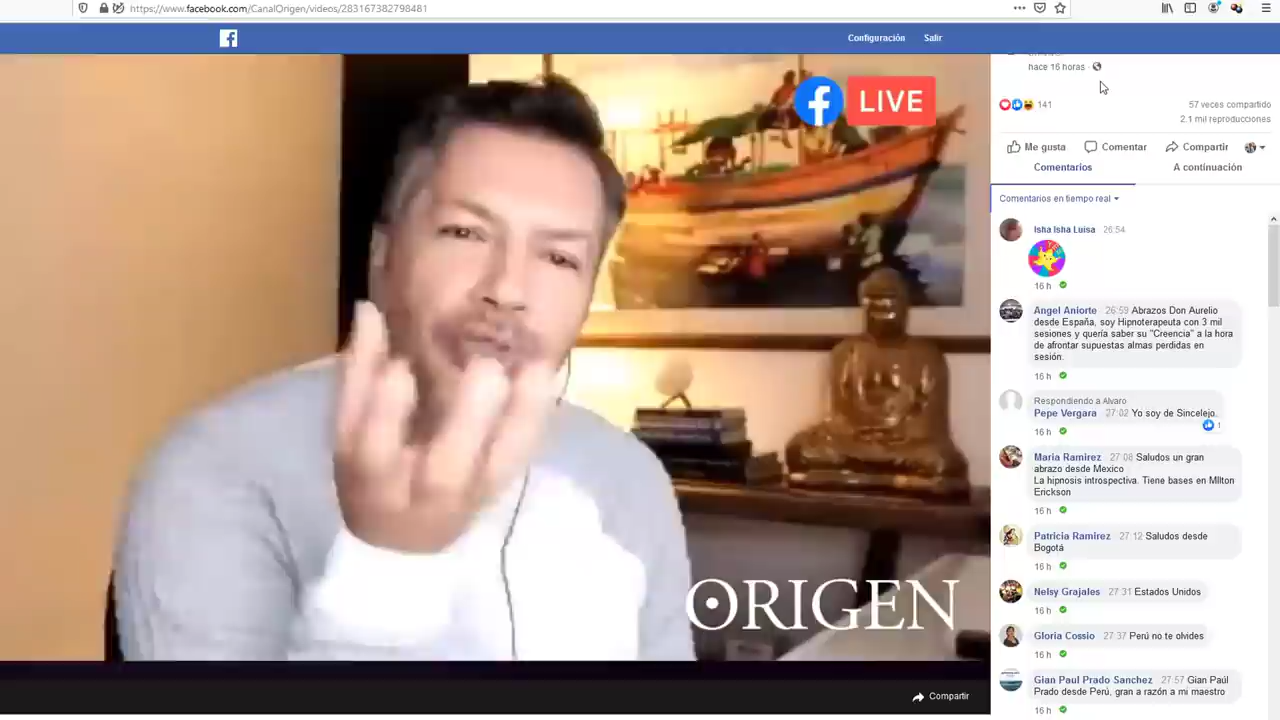 https://www.facebook.com/CanalOrigen/videos/283167382798481
Configuración
Salir
LIVE
ORIGEN
Compartir
hace 16 horas
141
57 veces compartido
2.1 mil reproducciones
Me gusta
Comentar
Compartir
Comentarios
A continuación
Comentarios en tiempo real
Isha Isha Luisa 26:54
16 h
Angel Aniorte 26:59 Abrazos Don Aurelio
desde España, soy Hipnoterapeuta con 3 mil
sesiones y quería saber su "Creencia" a la hora
de afrontar supuestas almas perdidas en
sesión.
16 h
Respondiendo a Alvaro
Pepe Vergara 27:02 Yo soy de Sincelejo.
1
16 h
Maria Ramirez 27:08 Saludos un gran
abrazo desde Mexico
La hipnosis introspectiva. Tiene bases en MIlton
Erickson
16 h
Patricia Ramirez 27:12 Saludos desde
Bogotá
16 h
Nelsy Grajales 27:31 Estados Unidos
16 h
Gloria Cossio 27:37 Perú no te olvides
16 h
Gian Paul Prado Sanchez 27:57 Gian Paúl
Prado desde Perú, gran a razón a mi maestro
16 h